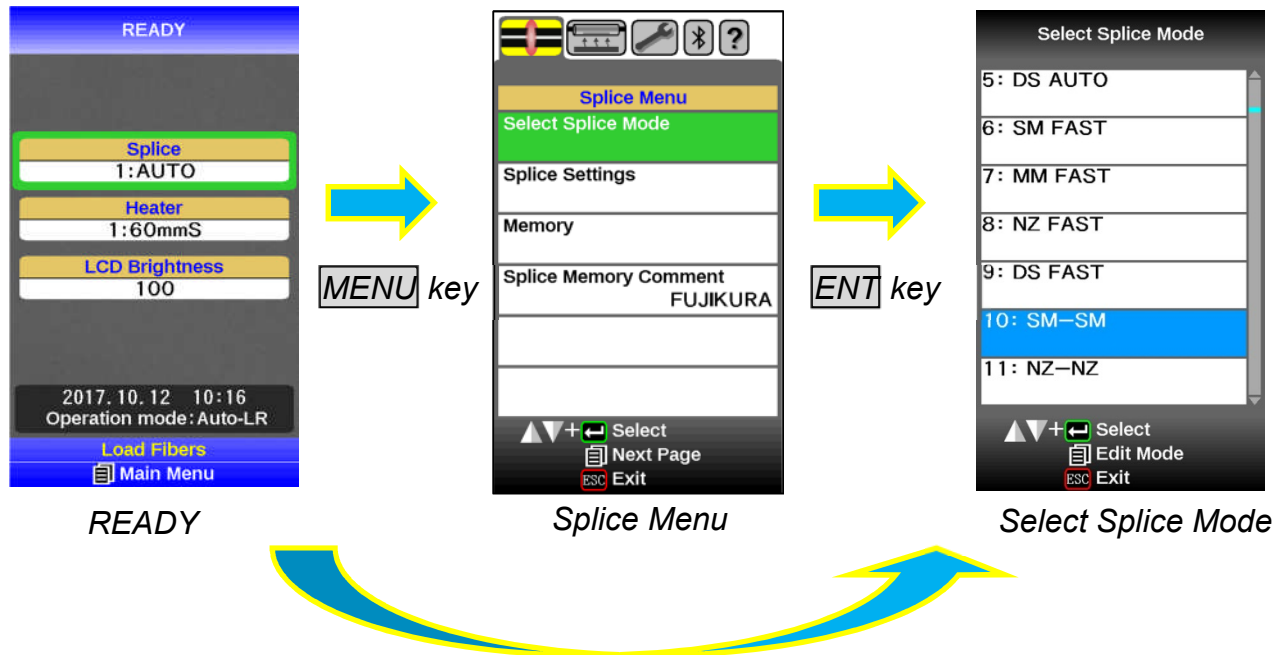 READY
Splice
1:AUTO
Heater
1:60mmS
LCD Brightness
100
2017.10.12 10:16
Operation mode:Auto-LR
Load Fibers
Main Menu
READY
MENU key
?
Splice Menu
Select Splice Mode
Splice Settings
Memory
Splice Memory Comment
FUJIKURA
+ Select
Next Page
ESC Exit
Splice Menu
ENT key
Select Splice Mode
5: DS AUTO
6: SM FAST
7: MM FAST
8: NZ FAST
9: DS FAST
10: SM-SM
11: NZ-NZ
+ Select
Edit Mode
ESC Exit
Select Splice Mode